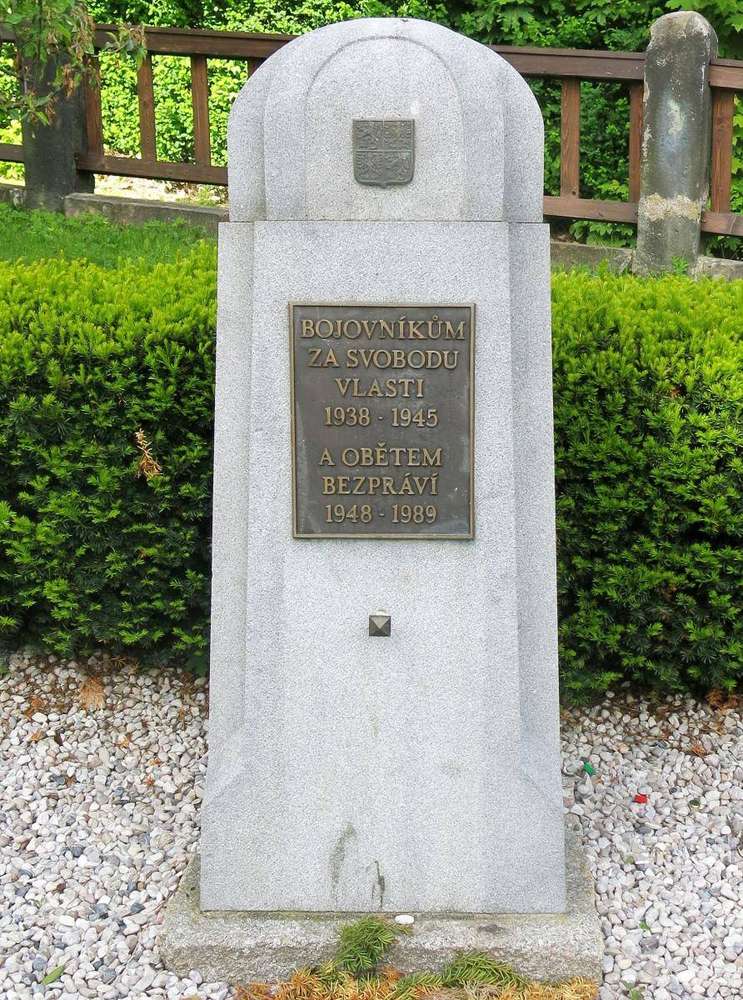 BOJOVNÍKŮM
ZA SVOBODU
VLASTI
1938 - 1945
A OBĚTEM
BEZPRÁVÍ
1948 - 1989